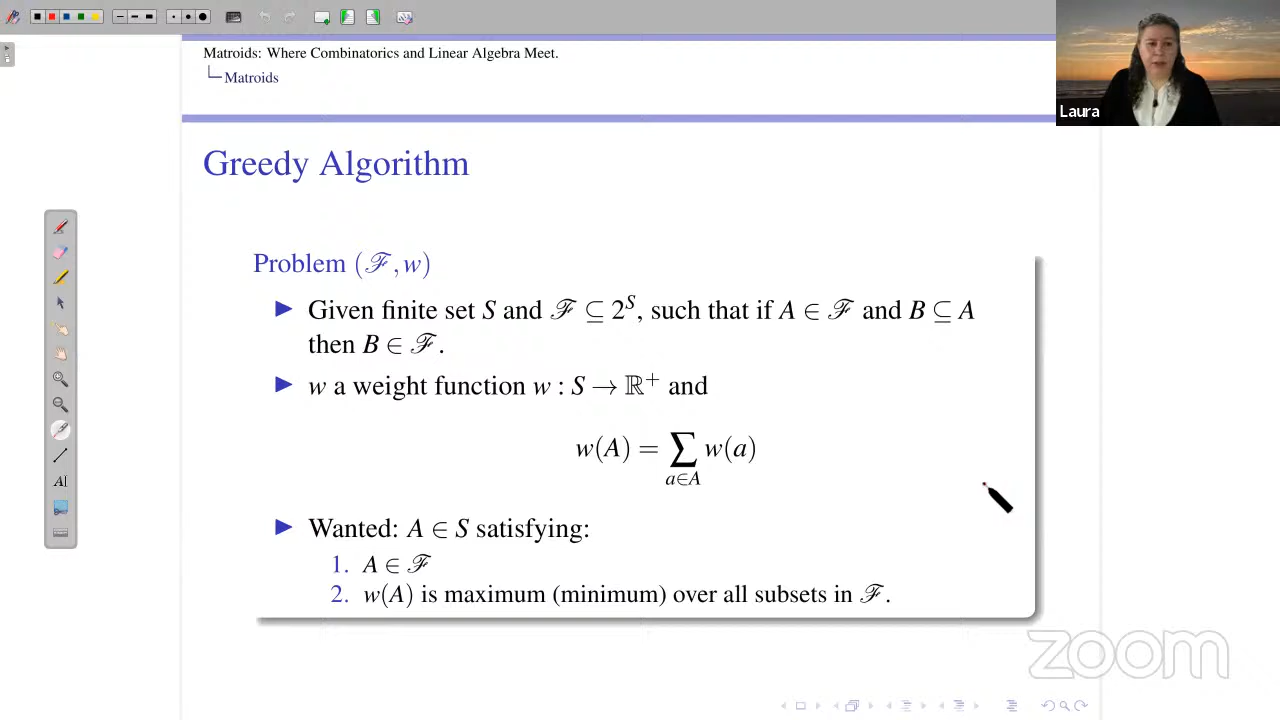 Matroids: Where Combinatorics and Linear Algebra Meet.
Matroids
Laura
Greedy Algorithm
Problem (ℱ, w)
▶ Given finite set S and ℱ ⊆ 2^S, such that if A ∈ ℱ and B ⊆ A
then B ∈ ℱ.
▶ w a weight function w : S → ℝ⁺ and
w(A) = ∑_{a∈A} w(a)
▶ Wanted: A ∈ S satisfying:
1. A ∈ ℱ
2. w(A) is maximum (minimum) over all subsets in ℱ.
A
zoom